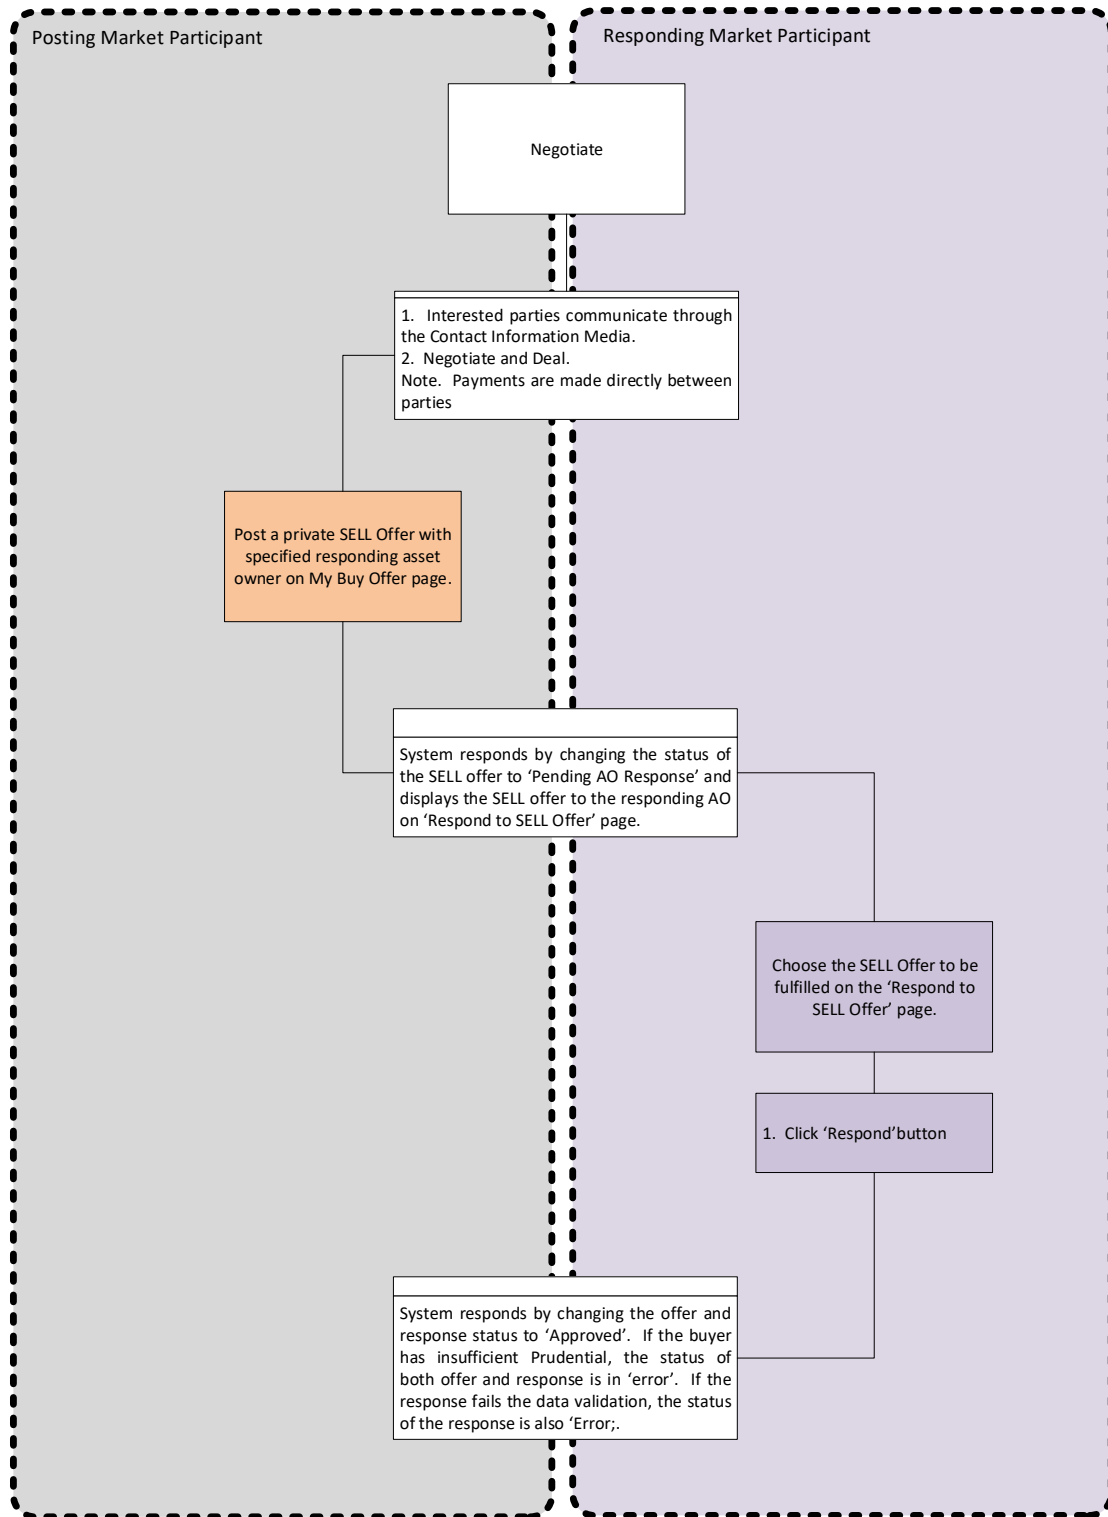 Posting Market Participant
Responding Market Participant
Negotiate
1. Interested parties communicate through
the Contact Information Media.
2. Negotiate and Deal.
Note. Payments are made directly between
parties
Post a private SELL Offer with
specified responding asset
owner on My Buy Offer page.
System responds by changing the status of
the SELL offer to ‘Pending AO Response’ and
displays the SELL offer to the responding AO
on ‘Respond to SELL Offer’ page.
Choose the SELL Offer to be
fulfilled on the ‘Respond to
SELL Offer’ page.
1. Click ‘Respond’button
System responds by changing the offer and
response status to ‘Approved’. If the buyer
has insufficient Prudential, the status of
both offer and response is in ‘error’. If the
response fails the data validation, the status
of the response is also ‘Error;.